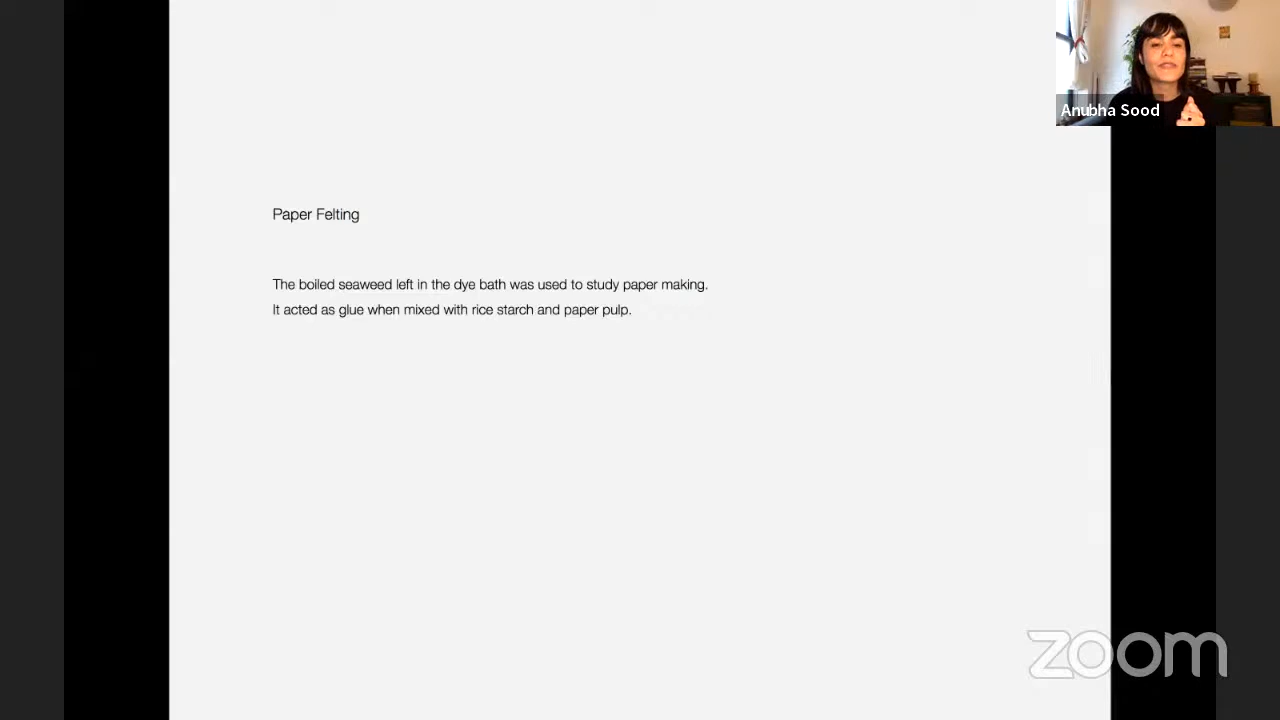 Anubha Sood
Paper Felting
The boiled seaweed left in the dye bath was used to study paper making.
It acted as glue when mixed with rice starch and paper pulp.
zoom